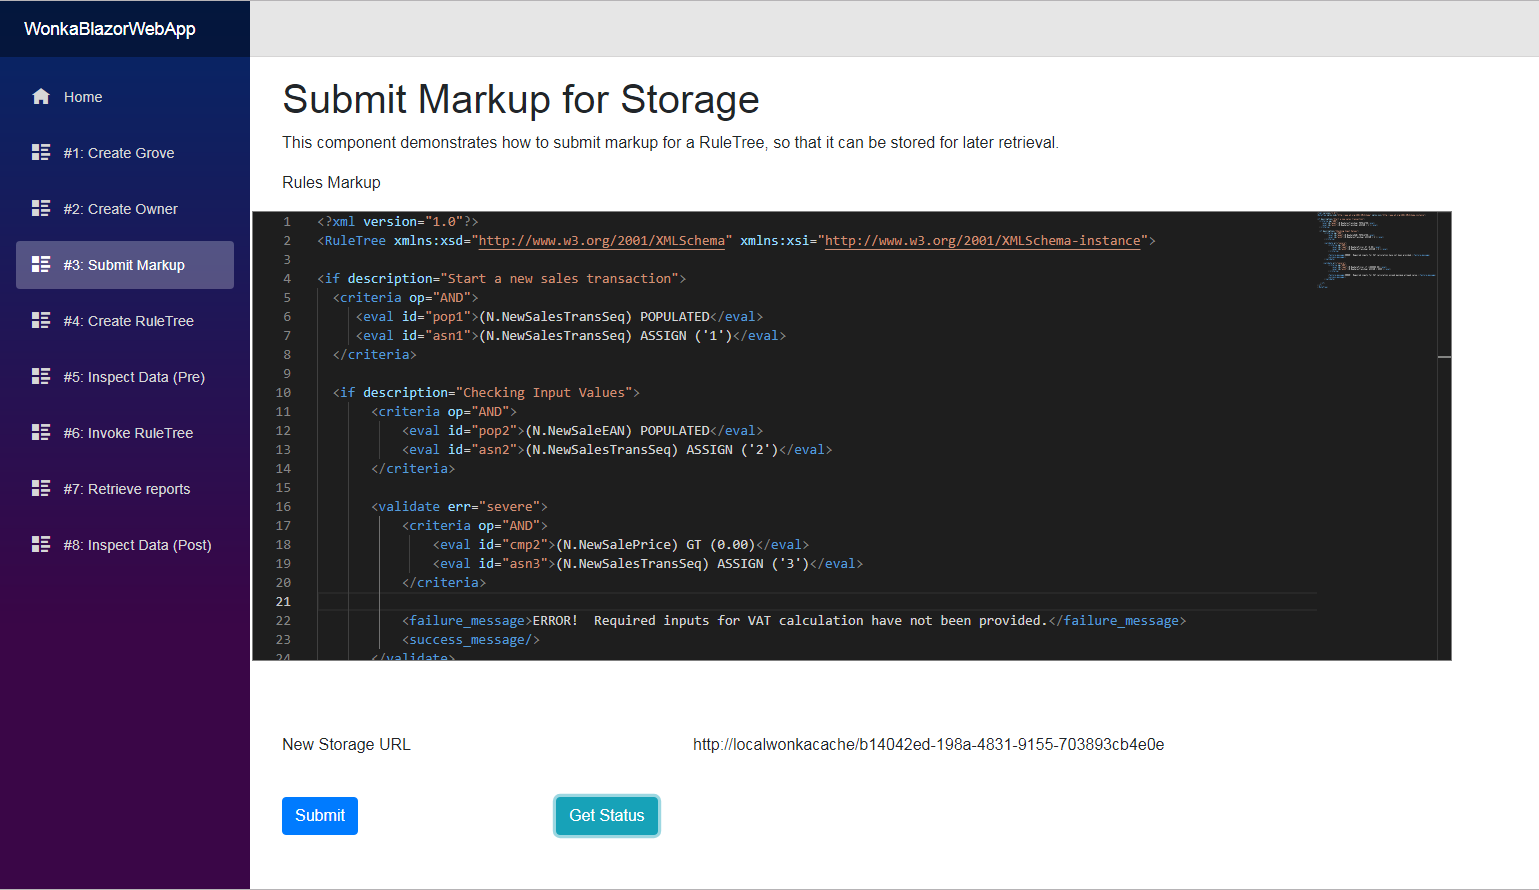 WonkaBlazorWebApp
Home
#1: Create Grove
#2: Create Owner
#3: Submit Markup
#4: Create RuleTree
#5: Inspect Data (Pre)
#6: Invoke RuleTree
#7: Retrieve reports
#8: Inspect Data (Post)
Submit Markup for Storage
This component demonstrates how to submit markup for a RuleTree, so that it can be stored for later retrieval.
Rules Markup
1 <?xml version="1.0"?>
2 <RuleTree xmlns:xsd="http://www.w3.org/2001/XMLSchema" xmlns:xsi="http://www.w3.org/2001/XMLSchema-instance">
3
4 <if description="Start a new sales transaction">
5 <criteria op="AND">
6 <eval id="pop1">(N.NewSalesTransSeq) POPULATED</eval>
7 <eval id="asn1">(N.NewSalesTransSeq) ASSIGN ('1')</eval>
8 </criteria>
9
10 <if description="Checking Input Values">
11 <criteria op="AND">
12 <eval id="pop2">(N.NewSaleEAN) POPULATED</eval>
13 <eval id="asn2">(N.NewSalesTransSeq) ASSIGN ('2')</eval>
14 </criteria>
15
16 <validate err="severe">
17 <criteria op="AND">
18 <eval id="cmp2">(N.NewSalePrice) GT (0.00)</eval>
19 <eval id="asn3">(N.NewSalesTransSeq) ASSIGN ('3')</eval>
20 </criteria>
21
22 <failure_message>ERROR!  Required inputs for VAT calculation have not been provided.</failure_message>
23 <success_message/>
24 </validate>
New Storage URL
http://localwonkacache/b14042ed-198a-4831-9155-703893cb4e0e
Submit
Get Status